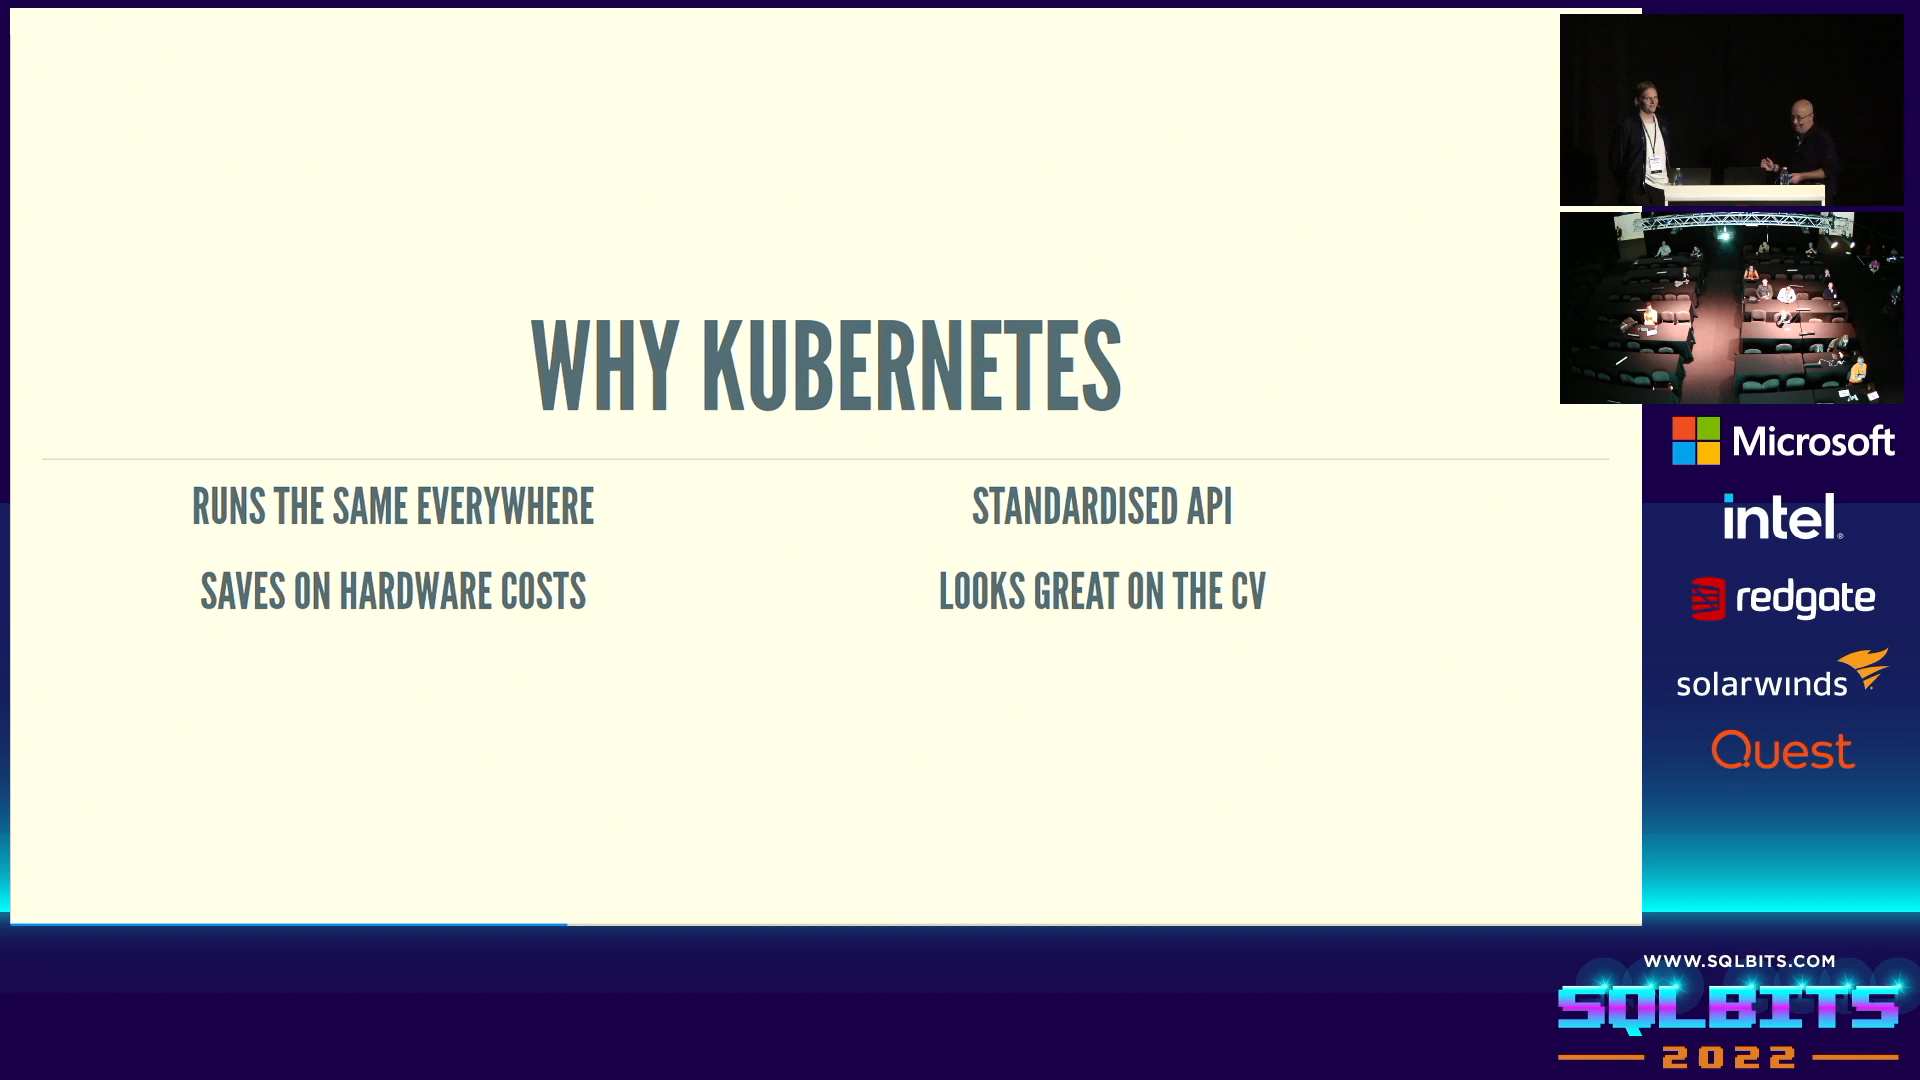 WHY KUBERNETES
RUNS THE SAME EVERYWHERE
STANDARDISED API
SAVES ON HARDWARE COSTS
LOOKS GREAT ON THE CV
Microsoft
intel
redgate
solarwinds
Quest
WWW.SQLBITS.COM
SQLBITS
2022